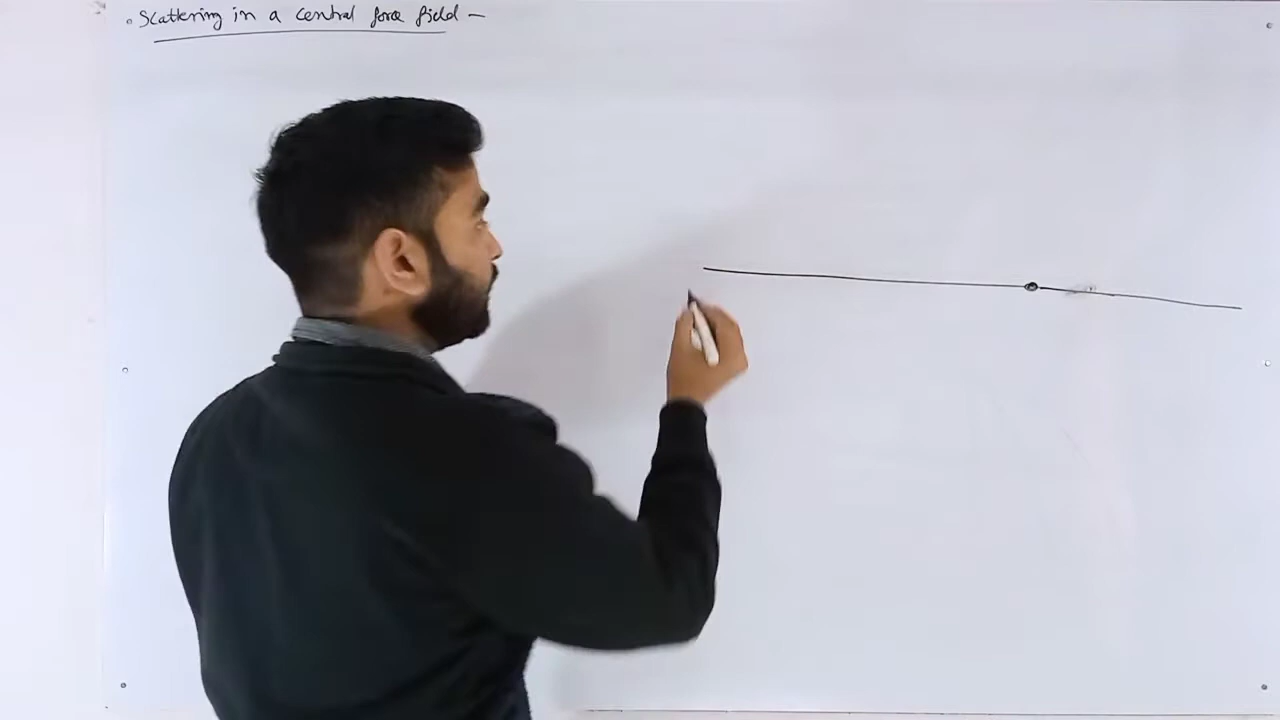 • Scattering in a central force field —